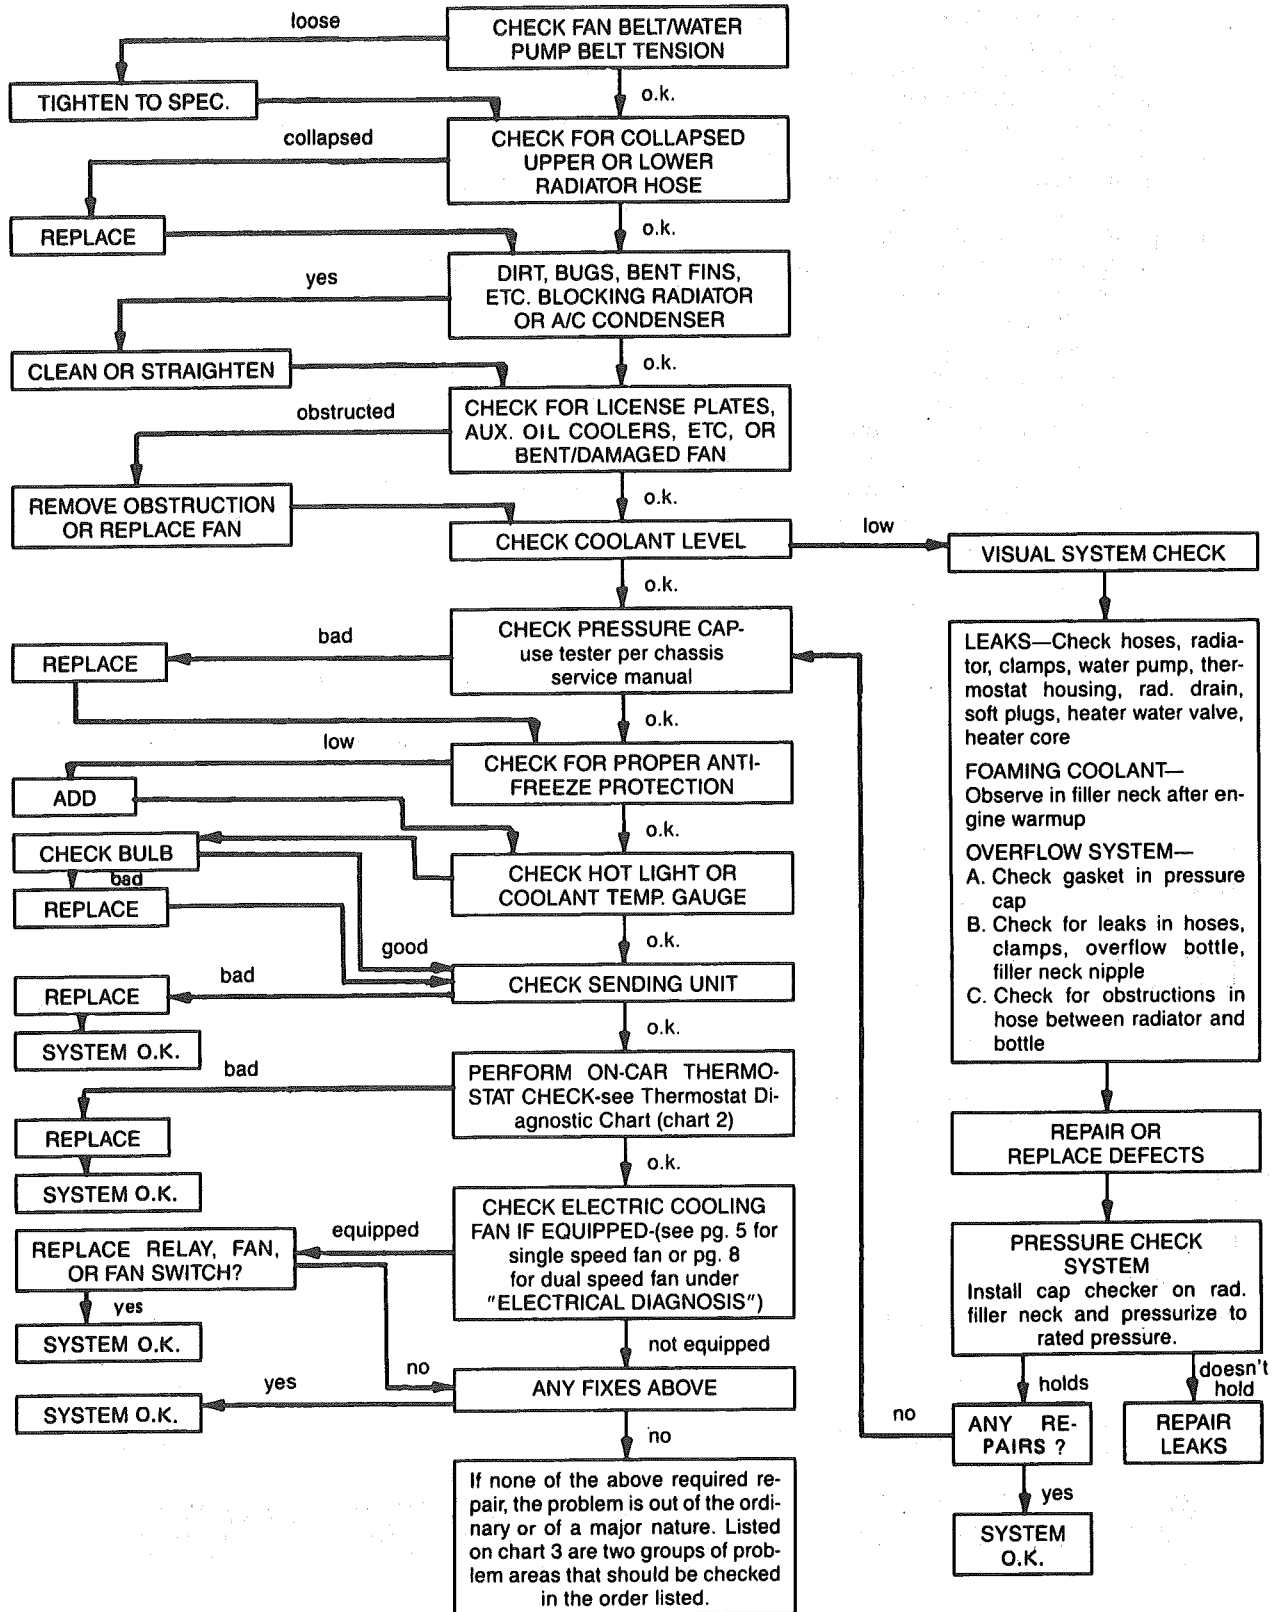 loose
CHECK FAN BELT/WATER
PUMP BELT TENSION
TIGHTEN TO SPEC.
o.k.
collapsed
CHECK FOR COLLAPSED
UPPER OR LOWER
RADIATOR HOSE
REPLACE
o.k.
yes
DIRT, BUGS, BENT FINS,
ETC. BLOCKING RADIATOR
OR A/C CONDENSER
CLEAN OR STRAIGHTEN
o.k.
obstructed
CHECK FOR LICENSE PLATES,
AUX. OIL COOLERS, ETC, OR
BENT/DAMAGED FAN
REMOVE OBSTRUCTION
OR REPLACE FAN
o.k.
CHECK COOLANT LEVEL
low
VISUAL SYSTEM CHECK
o.k.
bad
CHECK PRESSURE CAP-
use tester per chassis
service manual
REPLACE
o.k.
low
CHECK FOR PROPER ANTI-
FREEZE PROTECTION
ADD
o.k.
CHECK BULB
bad
REPLACE
CHECK HOT LIGHT OR
COOLANT TEMP. GAUGE
o.k.
good
bad
CHECK SENDING UNIT
REPLACE
SYSTEM O.K.
o.k.
bad
PERFORM ON-CAR THERMO-
STAT CHECK-see Thermostat Di-
agnostic Chart (chart 2)
REPLACE
SYSTEM O.K.
o.k.
equipped
CHECK ELECTRIC COOLING
FAN IF EQUIPPED-(see pg. 5 for
single speed fan or pg. 8
for dual speed fan under
"ELECTRICAL DIAGNOSIS")
REPLACE RELAY, FAN,
OR FAN SWITCH?
yes
SYSTEM O.K.
not equipped
no
yes
ANY FIXES ABOVE
SYSTEM O.K.
no
If none of the above required re-
pair, the problem is out of the ordi-
nary or of a major nature. Listed
on chart 3 are two groups of prob-
lem areas that should be checked
in the order listed.
LEAKS—Check hoses, radia-
tor, clamps, water pump, ther-
mostat housing, rad. drain,
soft plugs, heater water valve,
heater core
FOAMING COOLANT—
Observe in filler neck after en-
gine warmup
OVERFLOW SYSTEM—
A. Check gasket in pressure
cap
B. Check for leaks in hoses,
clamps, overflow bottle,
filler neck nipple
C. Check for obstructions in
hose between radiator and
bottle
REPAIR OR
REPLACE DEFECTS
PRESSURE CHECK
SYSTEM
Install cap checker on rad.
filler neck and pressurize to
rated pressure.
holds
doesn't
hold
no
ANY RE-
PAIRS ?
REPAIR
LEAKS
yes
SYSTEM
O.K.